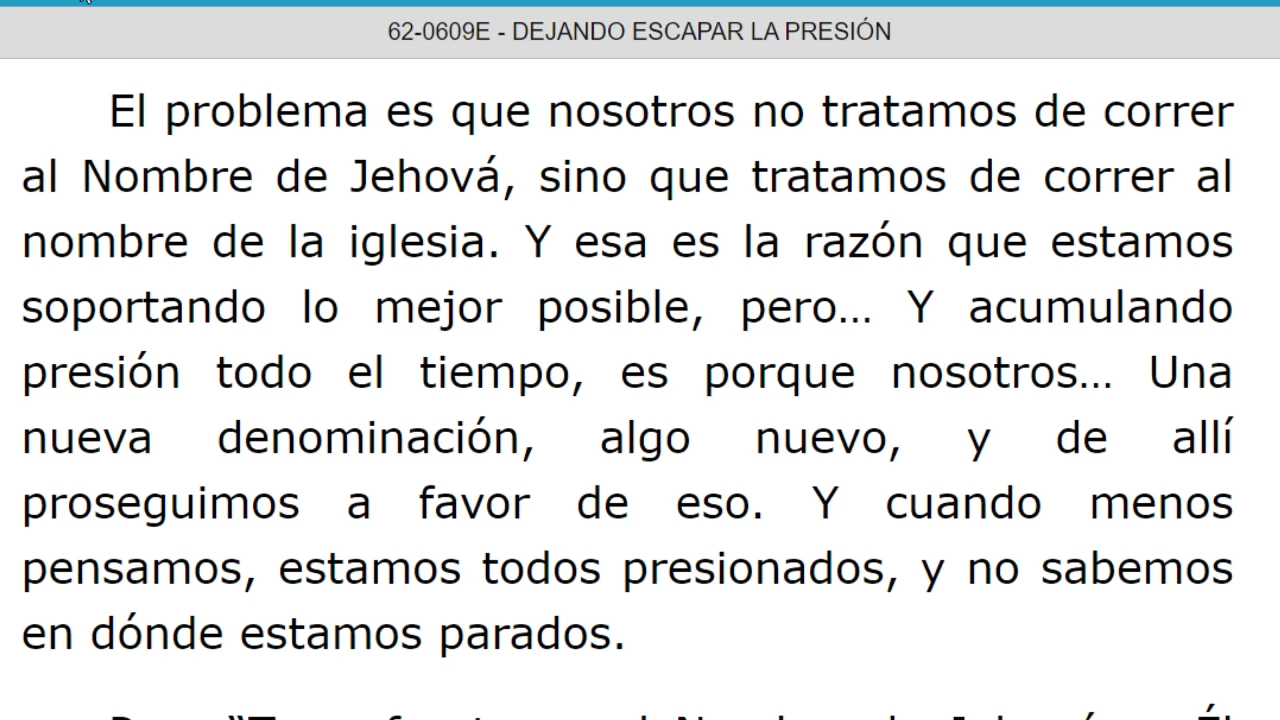 62-0609E - DEJANDO ESCAPAR LA PRESIÓN
El problema es que nosotros no tratamos de correr
al Nombre de Jehová, sino que tratamos de correr al
nombre de la iglesia. Y esa es la razón que estamos
soportando lo mejor posible, pero… Y acumulando
presión todo el tiempo, es porque nosotros… Una
nueva denominación, algo nuevo, y de allí
proseguimos a favor de eso. Y cuando menos
pensamos, estamos todos presionados, y no sabemos
en dónde estamos parados.